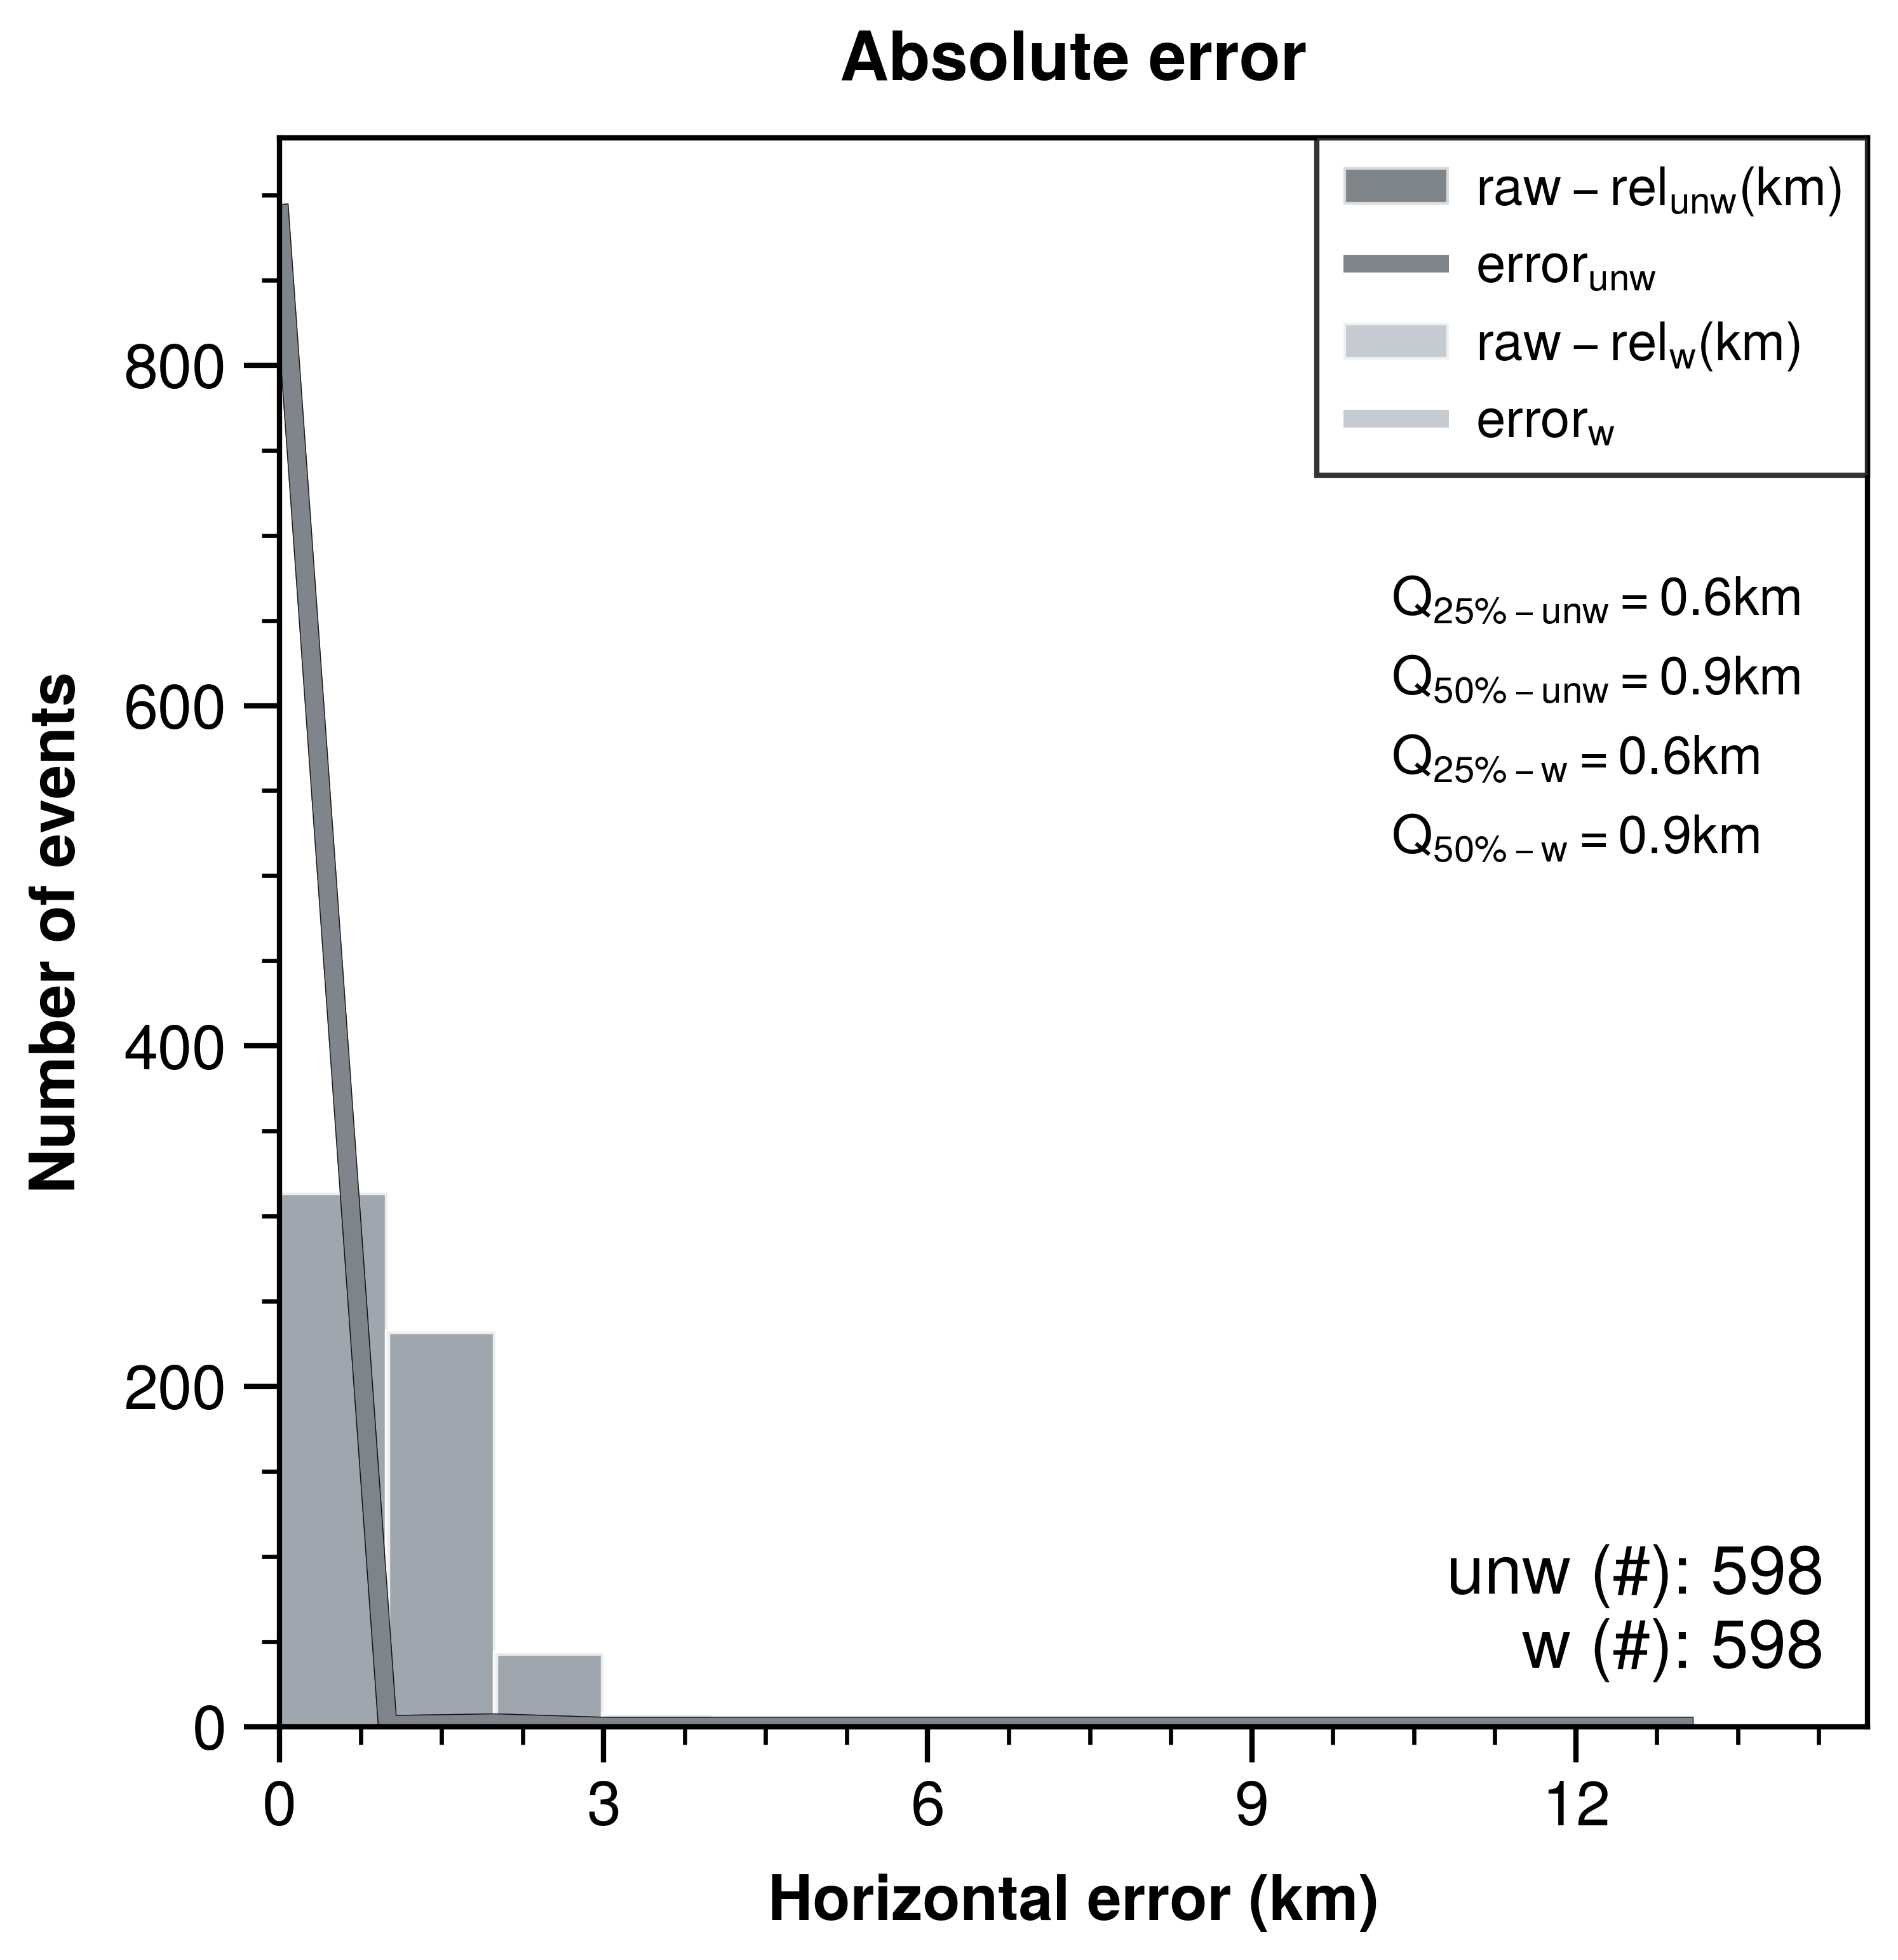 Absolute error
raw – rel_unw(km)
error_unw
raw – rel_w(km)
error_w
Q_25% – unw = 0.6km
Q_50% – unw = 0.9km
Q_25% – w = 0.6km
Q_50% – w = 0.9km
Number of events
800
600
400
200
0
unw (#): 598
w (#): 598
0 3 6 9 12
Horizontal error (km)